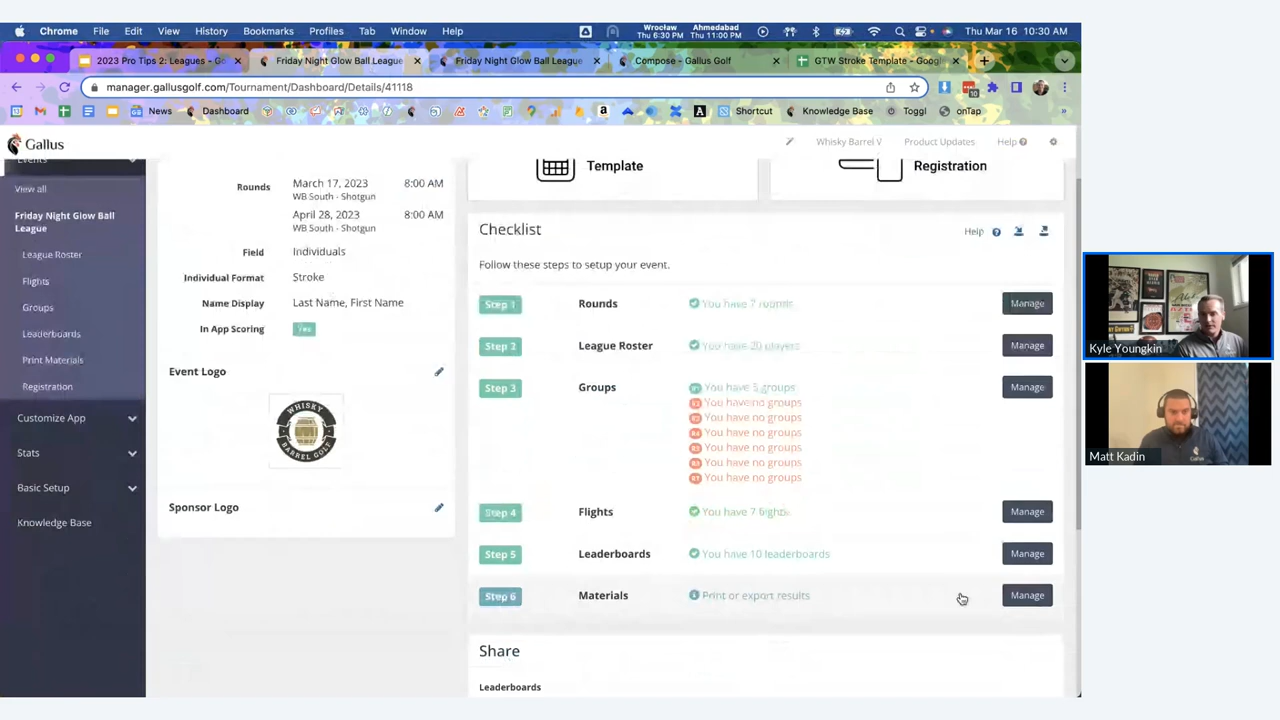 Chrome File Edit View History Bookmarks Profiles Tab Window Help
Wrocław Thu 6:30 PM
Ahmedabad Thu 11:00 PM
Thu Mar 16 10:30 AM
2023 Pro Tips 2: Leagues - Go
Friday Night Glow Ball League
Friday Night Glow Ball League
Compose - Gallus Golf
GTW Stroke Template - Googl
manager.gallusgolf.com/Tournament/Dashboard/Details/41118
News Dashboard Shortcut Knowledge Base Toggl onTap
Gallus
Whisky Barrel V Product Updates Help
Events
View all
Friday Night Glow Ball
League
League Roster
Flights
Groups
Leaderboards
Print Materials
Registration
Customize App
Stats
Basic Setup
Knowledge Base
Rounds March 17, 2023 8:00 AM
WB South - Shotgun
April 28, 2023 8:00 AM
WB South - Shotgun
Field Individuals
Individual Format Stroke
Name Display Last Name, First Name
In App Scoring Yes
Event Logo
WHISKY
BARREL GOLF
Sponsor Logo
Template
Registration
Checklist
Help
Follow these steps to setup your event.
Step 1 Rounds You have 7 rounds Manage
Step 2 League Roster You have 20 players Manage
Step 3 Groups You have 5 groups Manage
You have no groups
You have no groups
You have no groups
You have no groups
You have no groups
You have no groups
Step 4 Flights You have 7 flights Manage
Step 5 Leaderboards You have 10 leaderboards Manage
Step 6 Materials Print or export results Manage
Share
Leaderboards
Kyle Youngkin
Matt Kadin